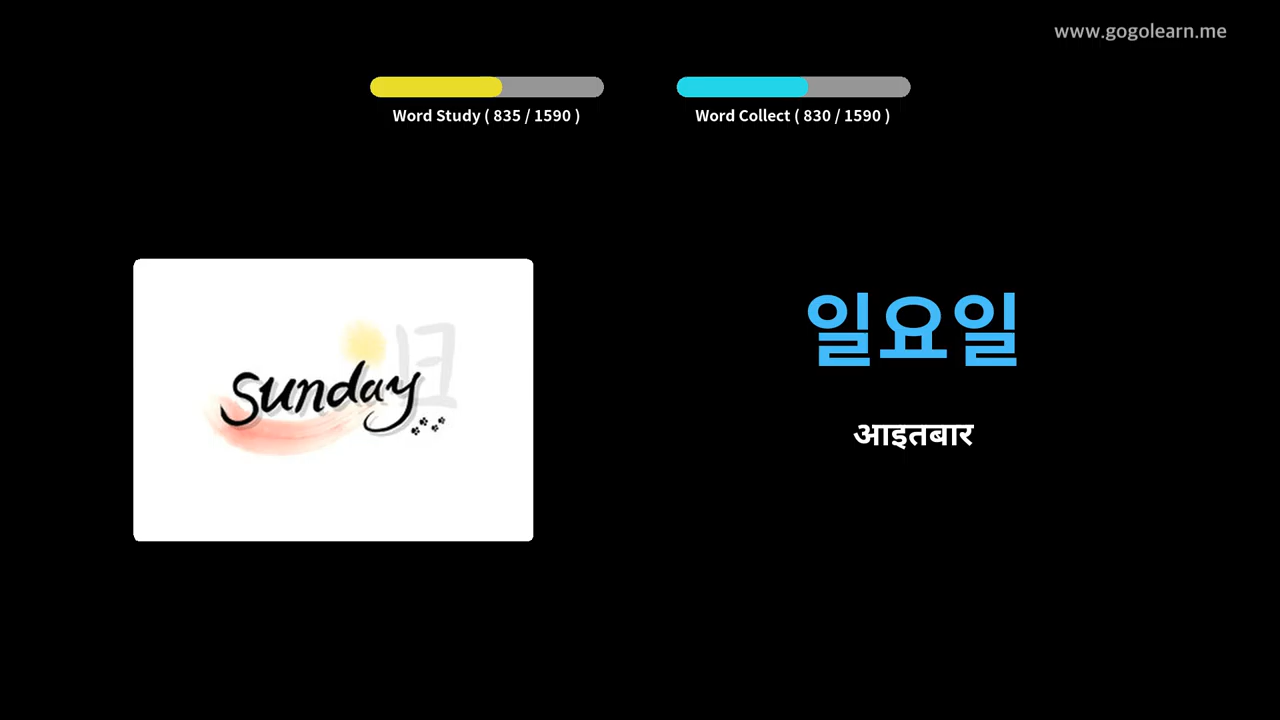 www.gogolearn.me
Word Study ( 835 / 1590 )
Word Collect ( 830 / 1590 )
Sunday
일요일
आइतबार